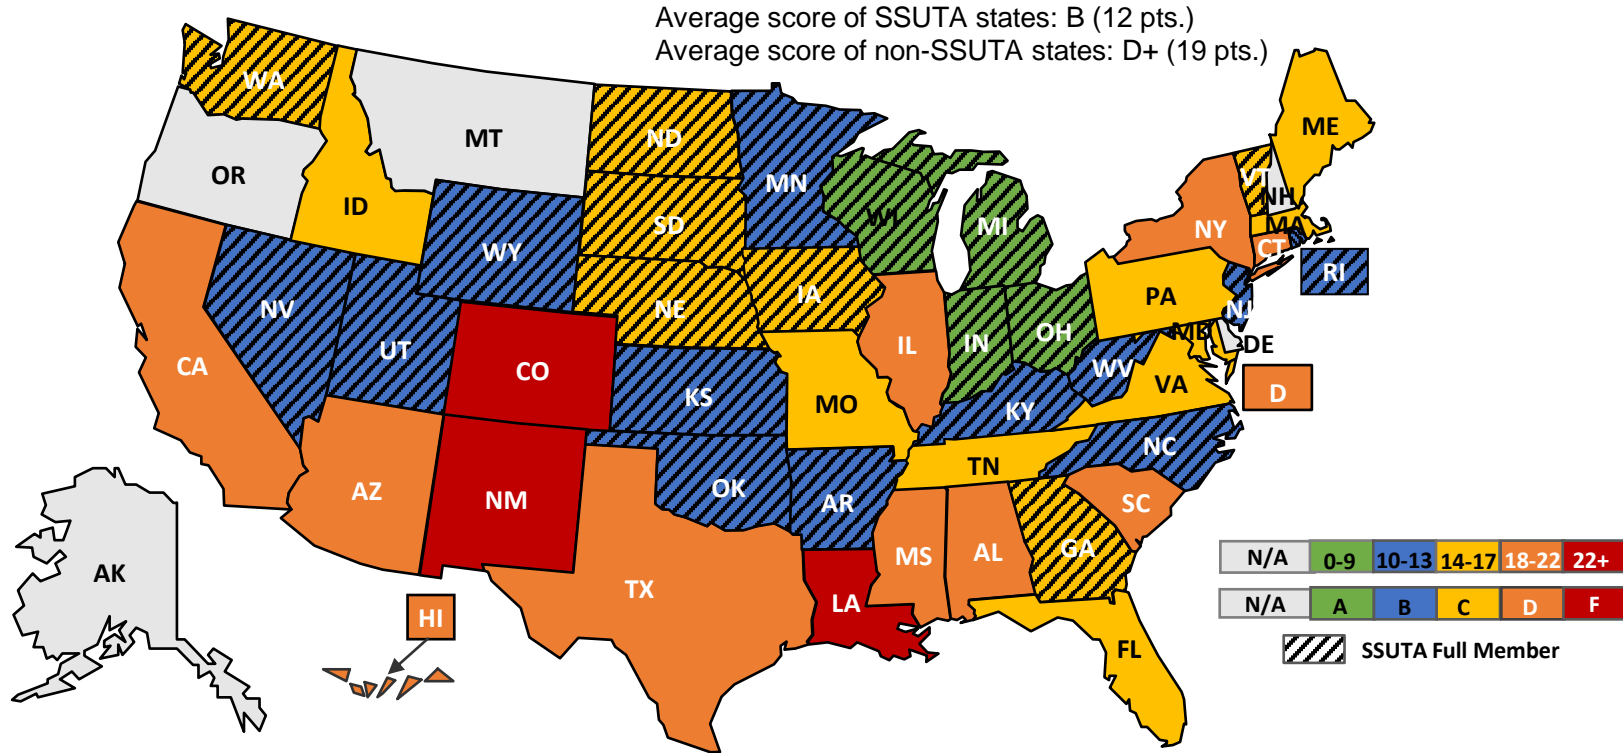 Average score of SSUTA states: B (12 pts.)
Average score of non-SSUTA states: D+ (19 pts.)
WA
MT
ND
MN
ME
OR
ID
WY
SD
WI
MI
VT
NH
NY
MA
CT
RI
NV
UT
NE
IA
PA
NJ
CA
CO
KS
MO
IL
IN
OH
WV
VA
MD
DE
D
KY
AZ
NM
OK
AR
TN
NC
SC
TX
LA
MS
AL
GA
FL
AK
HI
N/A 0-9 10-13 14-17 18-22 22+
N/A A B C D F
SSUTA Full Member